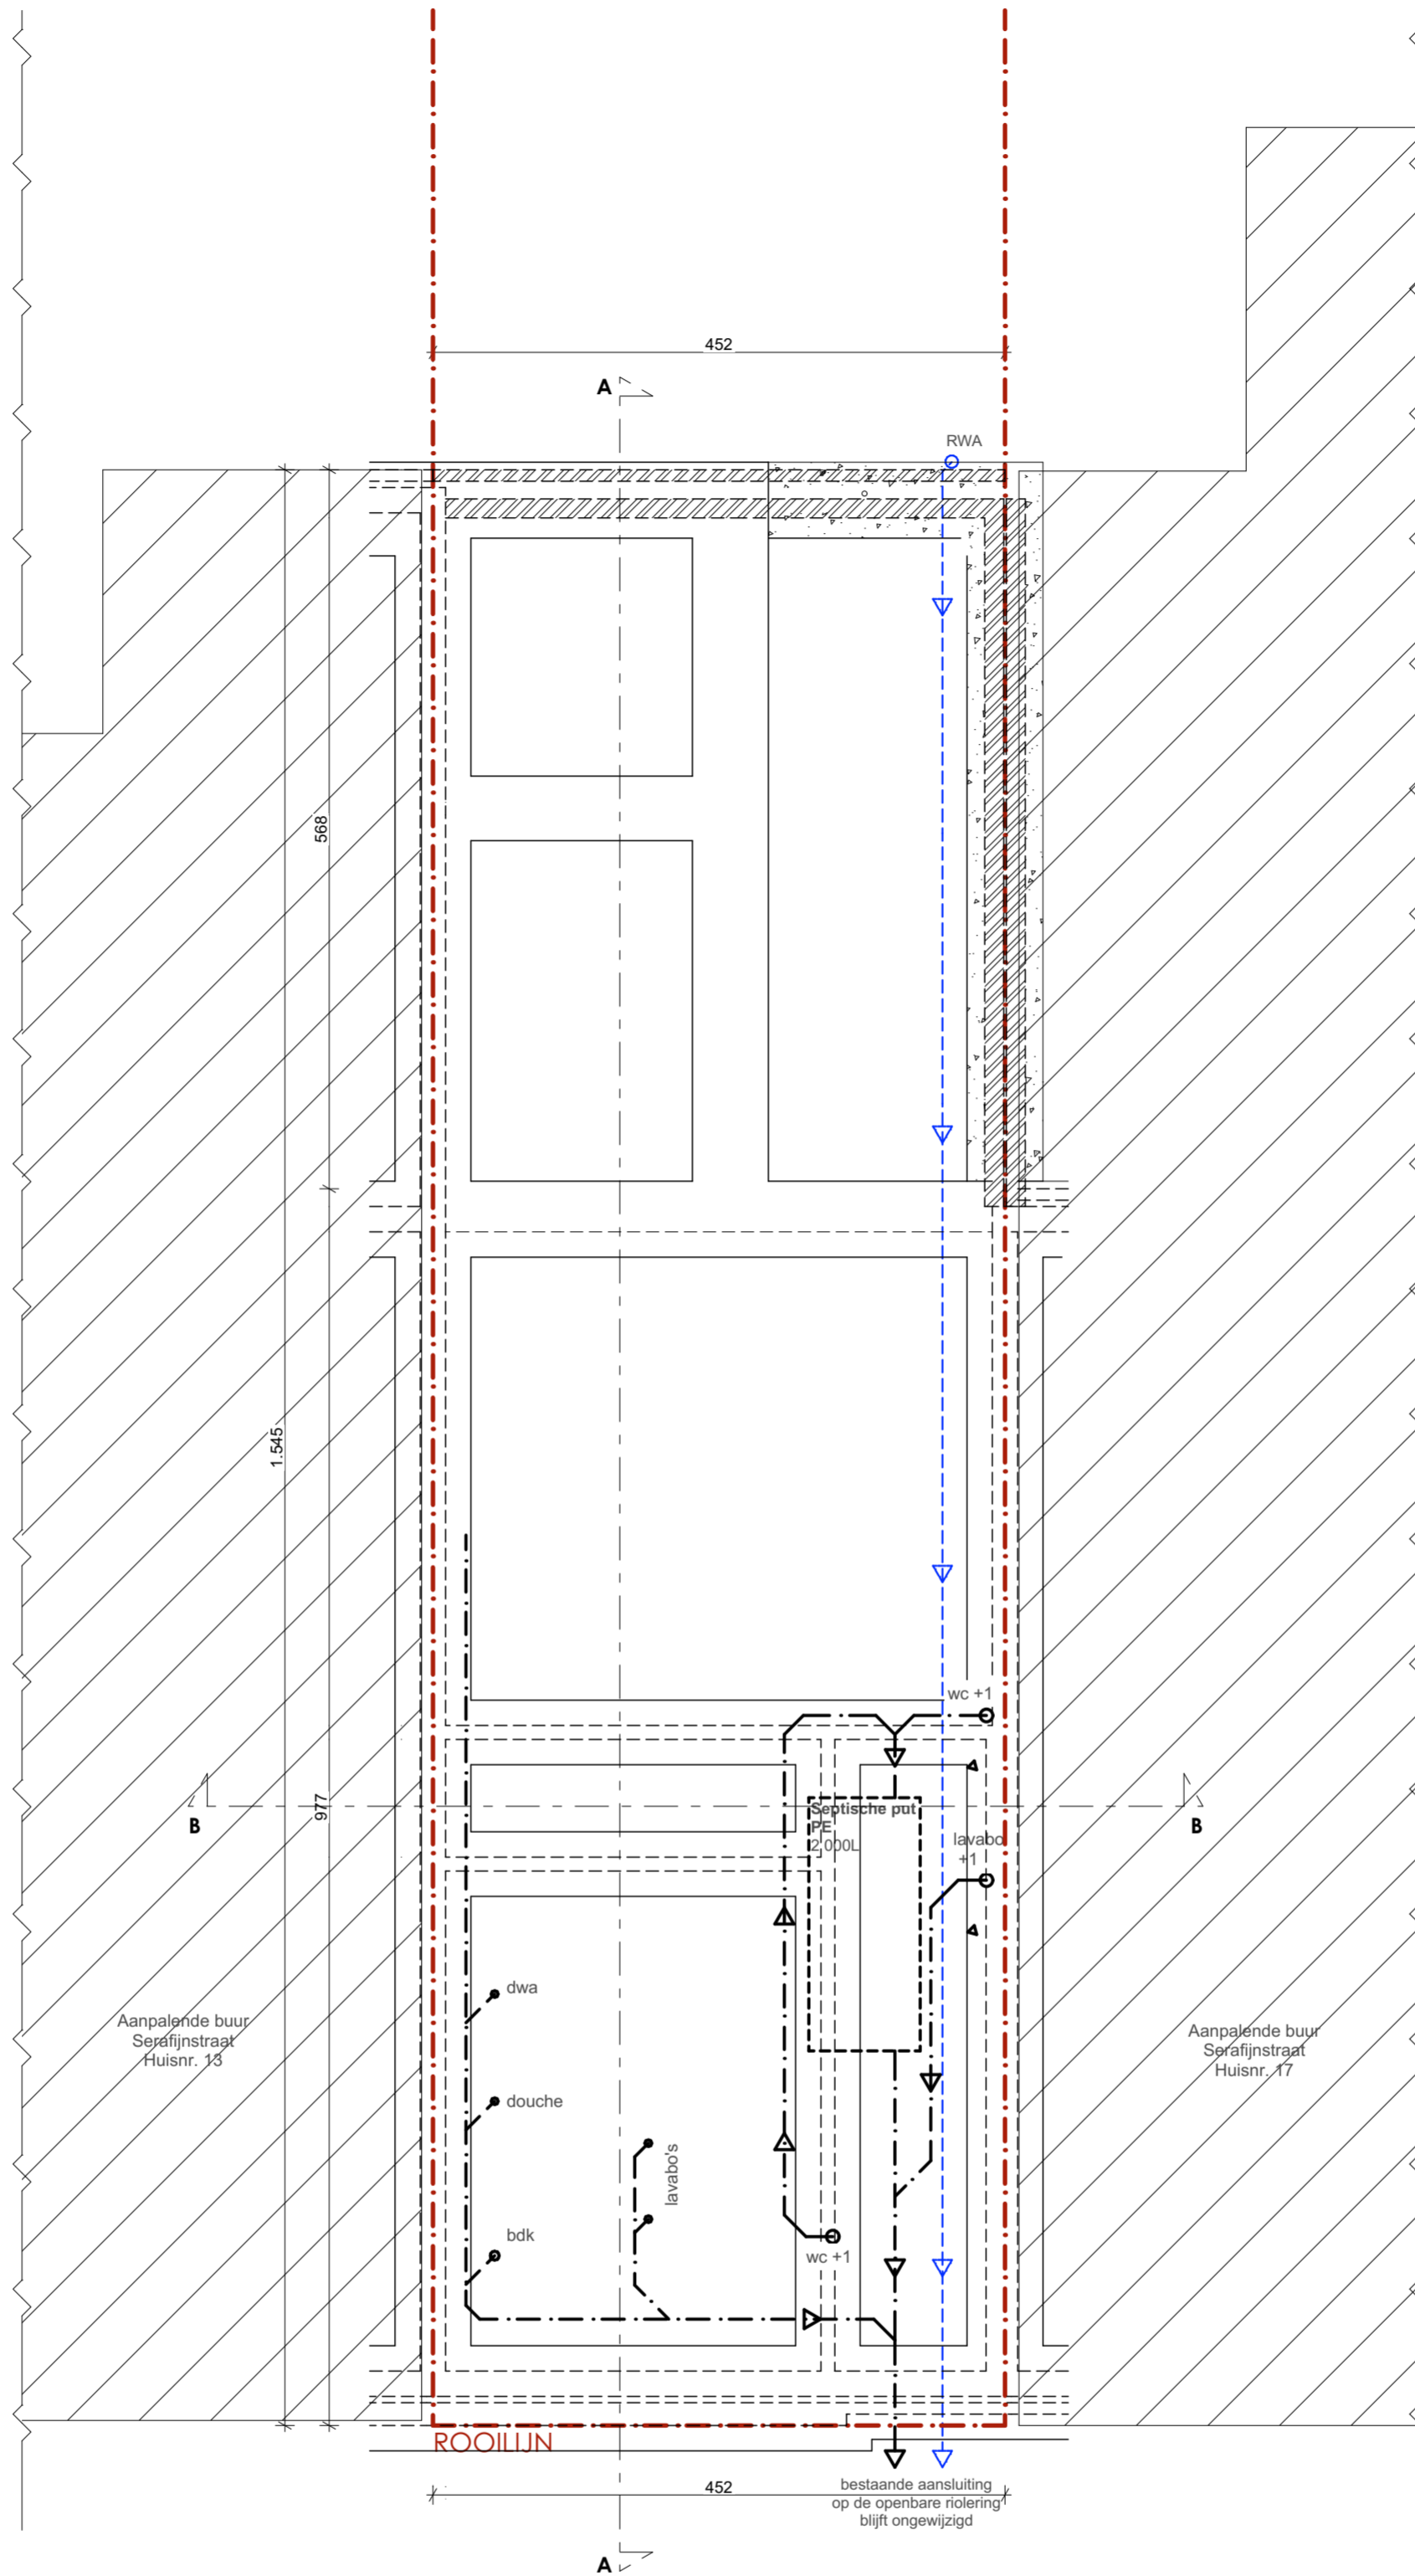 452
A
RWA
568
1.545
wc +1
977
B
B
Septische put
PE
2.000L
lavabo
+1
dwa
Aanpalende buur
Serafijnstraat
Huisnr. 13
Aanpalende buur
Serafijnstraat
Huisnr. 17
douche
lavabo's
bdk
wc +1
ROOILIJN
452
bestaande aansluiting
op de openbare riolering
blijft ongewijzigd
A